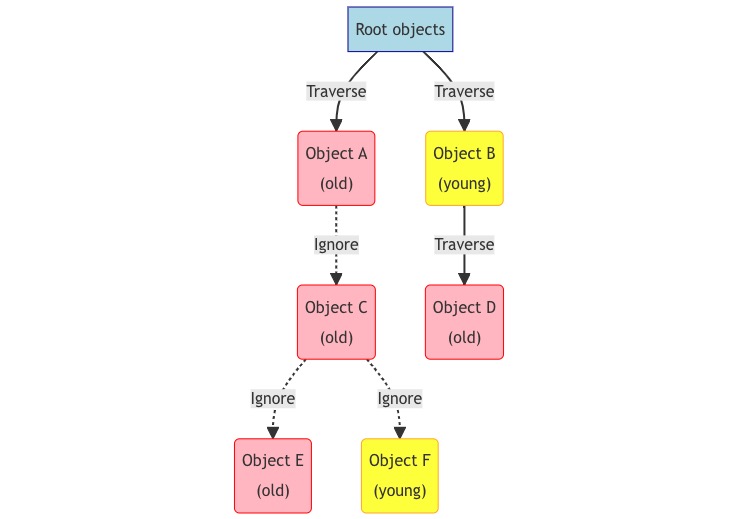 Root objects
Traverse
Traverse
Object A
(old)
Object B
(young)
Ignore
Traverse
Object C
(old)
Object D
(old)
Ignore
Ignore
Object E
(old)
Object F
(young)